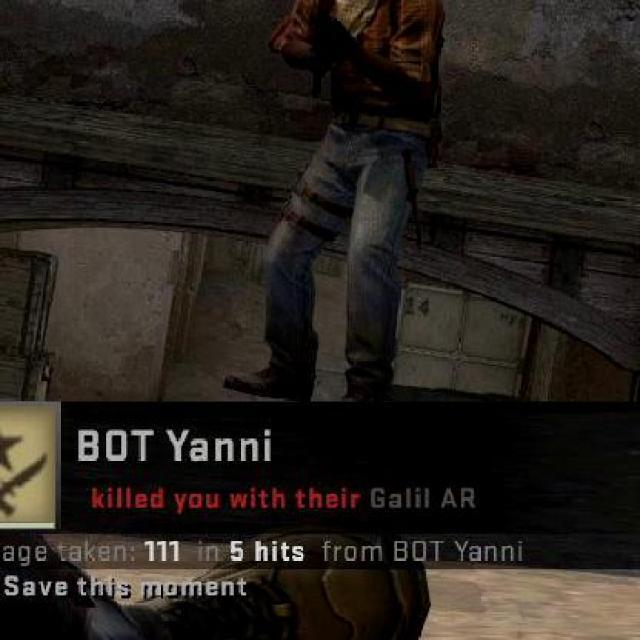 14
BOT Yanni
killed you with their Galil AR
age taken: 111 in 5 hits from BOT Yanni
Save this moment